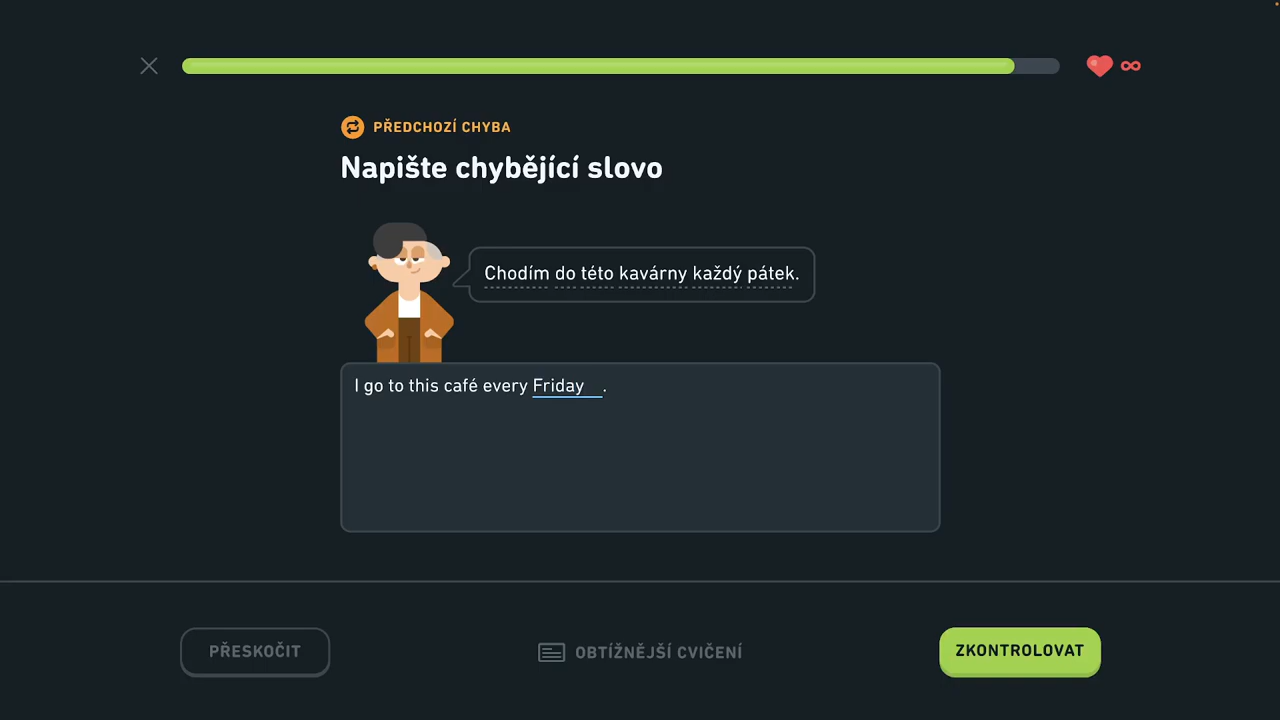 PŘEDCHOZÍ CHYBA
Napište chybějící slovo
Chodím do této kavárny každý pátek.
I go to this café every Friday.
PŘESKOČIT
OBTÍŽNĚJŠÍ CVIČENÍ
ZKONTROLOVAT